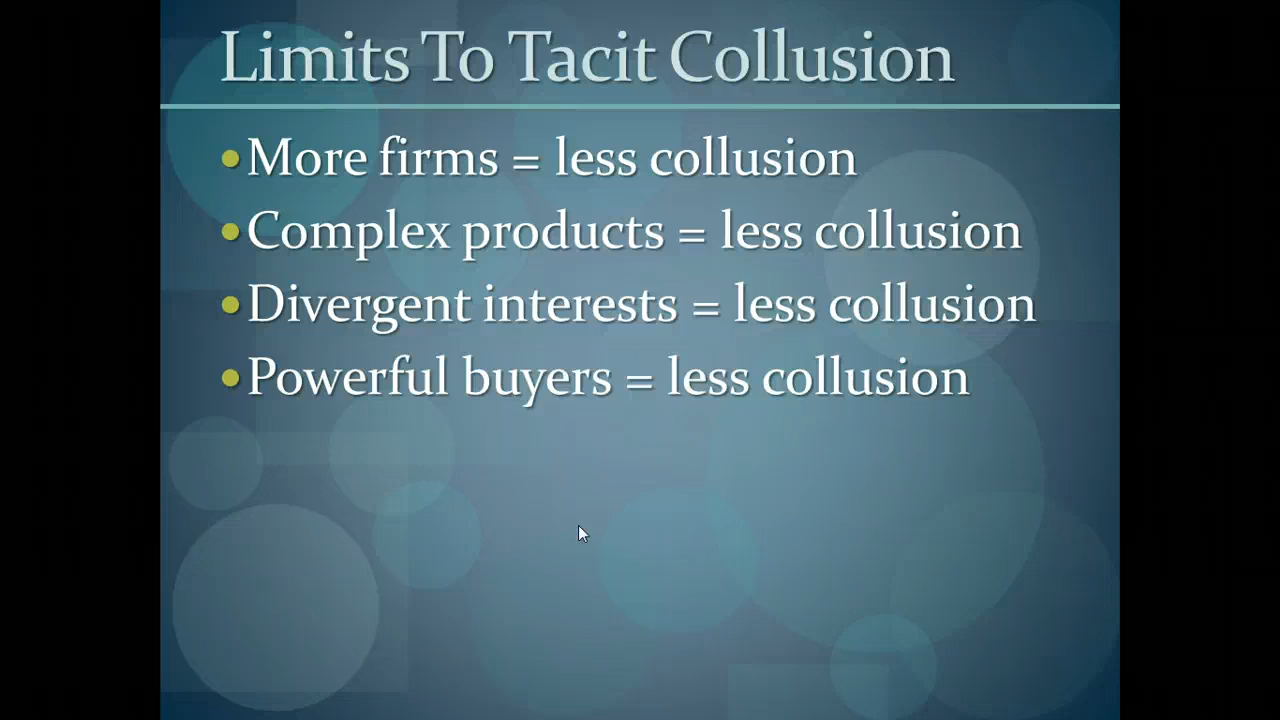 Limits To Tacit Collusion
•More firms = less collusion
•Complex products = less collusion
•Divergent interests = less collusion
•Powerful buyers = less collusion